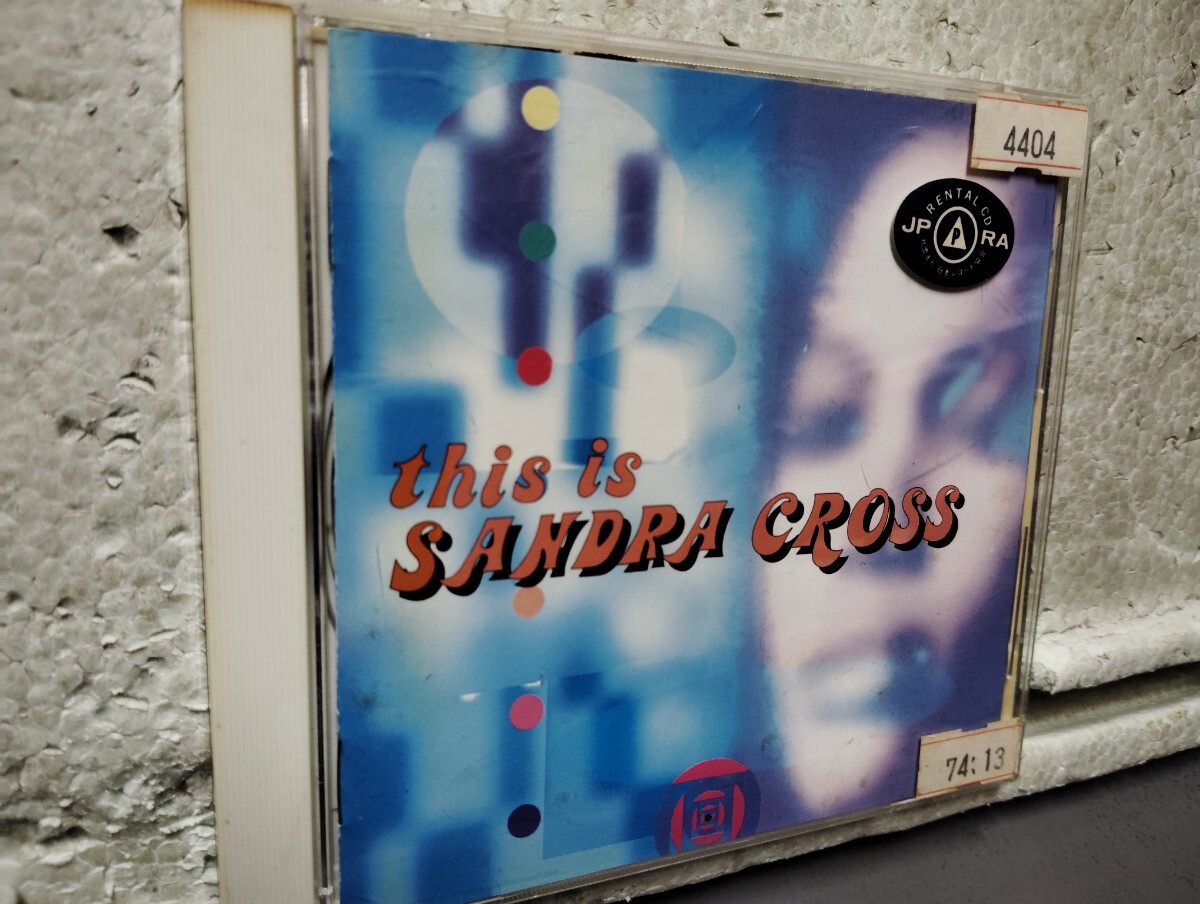 4404
RENTAL CD
JP RA
P
this is
SANDRA CROSS
74:13